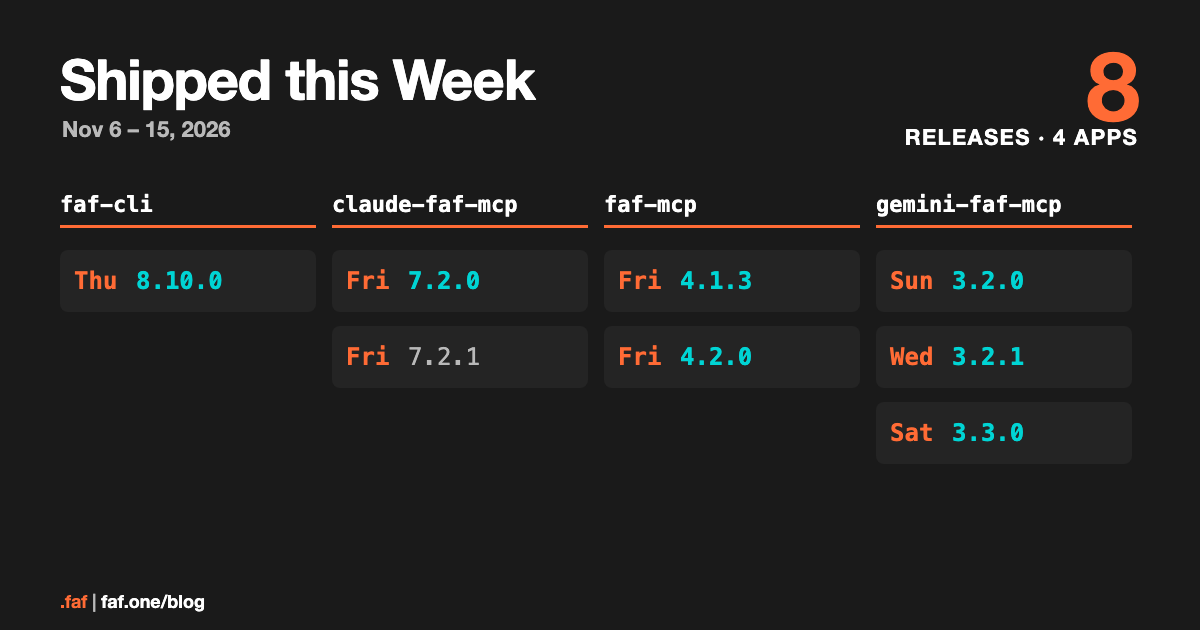 Shipped this Week
Nov 6 – 15, 2026
8
RELEASES · 4 APPS
faf-cli
Thu 8.10.0
claude-faf-mcp
Fri 7.2.0
Fri 7.2.1
faf-mcp
Fri 4.1.3
Fri 4.2.0
gemini-faf-mcp
Sun 3.2.0
Wed 3.2.1
Sat 3.3.0
.faf | faf.one/blog